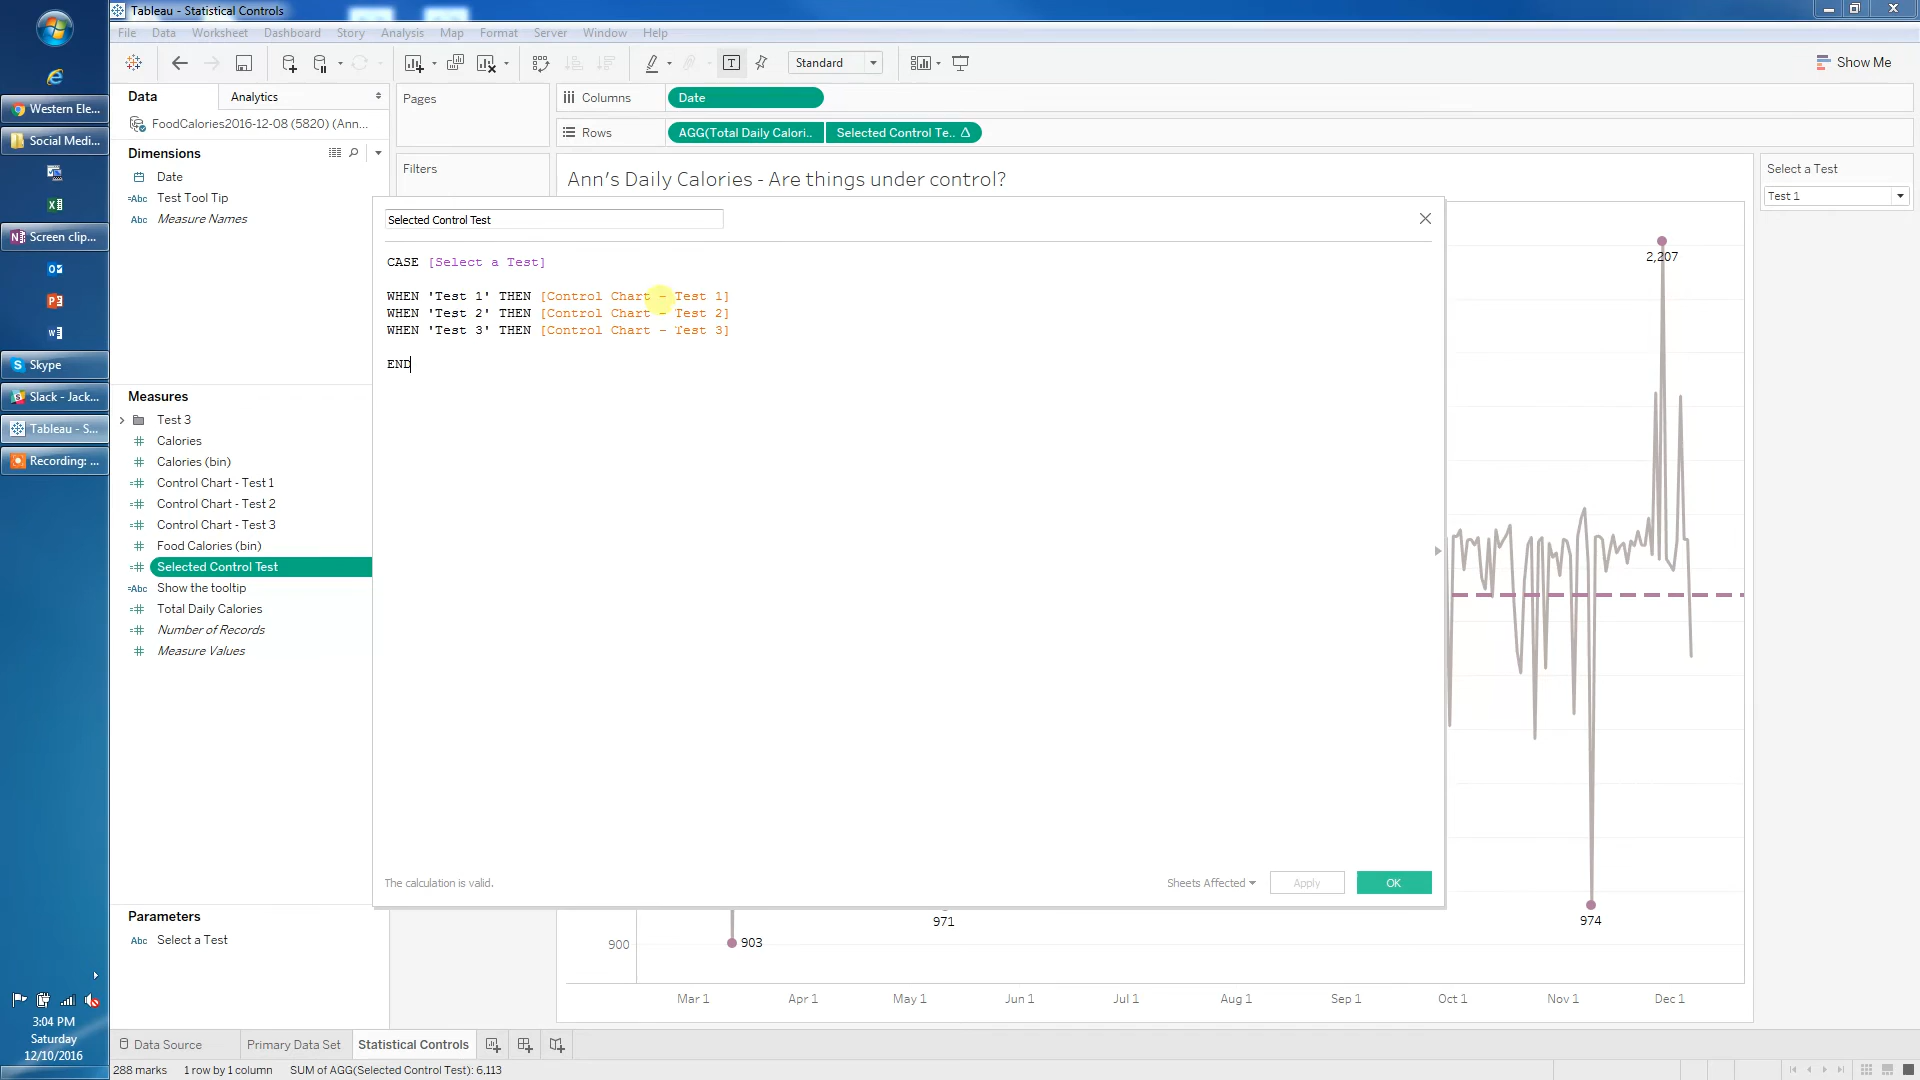 Tableau - Statistical Controls
File Data Worksheet Dashboard Story Analysis Map Format Server Window Help
Standard
Show Me
Western Ele...
Social Medi...
Screen clip...
Skype
Slack - Jack...
Tableau - S...
Recording: ...
3:04 PM
Saturday
12/10/2016
Data
Analytics
FoodCalories2016-12-08 (5820) (Ann...
Dimensions
Date
Abc Test Tool Tip
Abc Measure Names
Measures
Test 3
Calories
Calories (bin)
Control Chart - Test 1
Control Chart - Test 2
Control Chart - Test 3
Food Calories (bin)
Selected Control Test
Abc Show the tooltip
Total Daily Calories
Number of Records
Measure Values
Parameters
Abc Select a Test
Pages
Filters
Columns
Date
Rows
AGG(Total Daily Calori..
Selected Control Te.. Δ
Ann's Daily Calories - Are things under control?
Select a Test
Test 1
Selected Control Test
CASE [Select a Test]
WHEN 'Test 1' THEN [Control Chart - Test 1]
WHEN 'Test 2' THEN [Control Chart - Test 2]
WHEN 'Test 3' THEN [Control Chart - Test 3]
END
The calculation is valid.
Sheets Affected
Apply
OK
2,207
974
971
903
900
Mar 1 Apr 1 May 1 Jun 1 Jul 1 Aug 1 Sep 1 Oct 1 Nov 1 Dec 1
Data Source
Primary Data Set
Statistical Controls
288 marks 1 row by 1 column SUM of AGG(Selected Control Test): 6,113